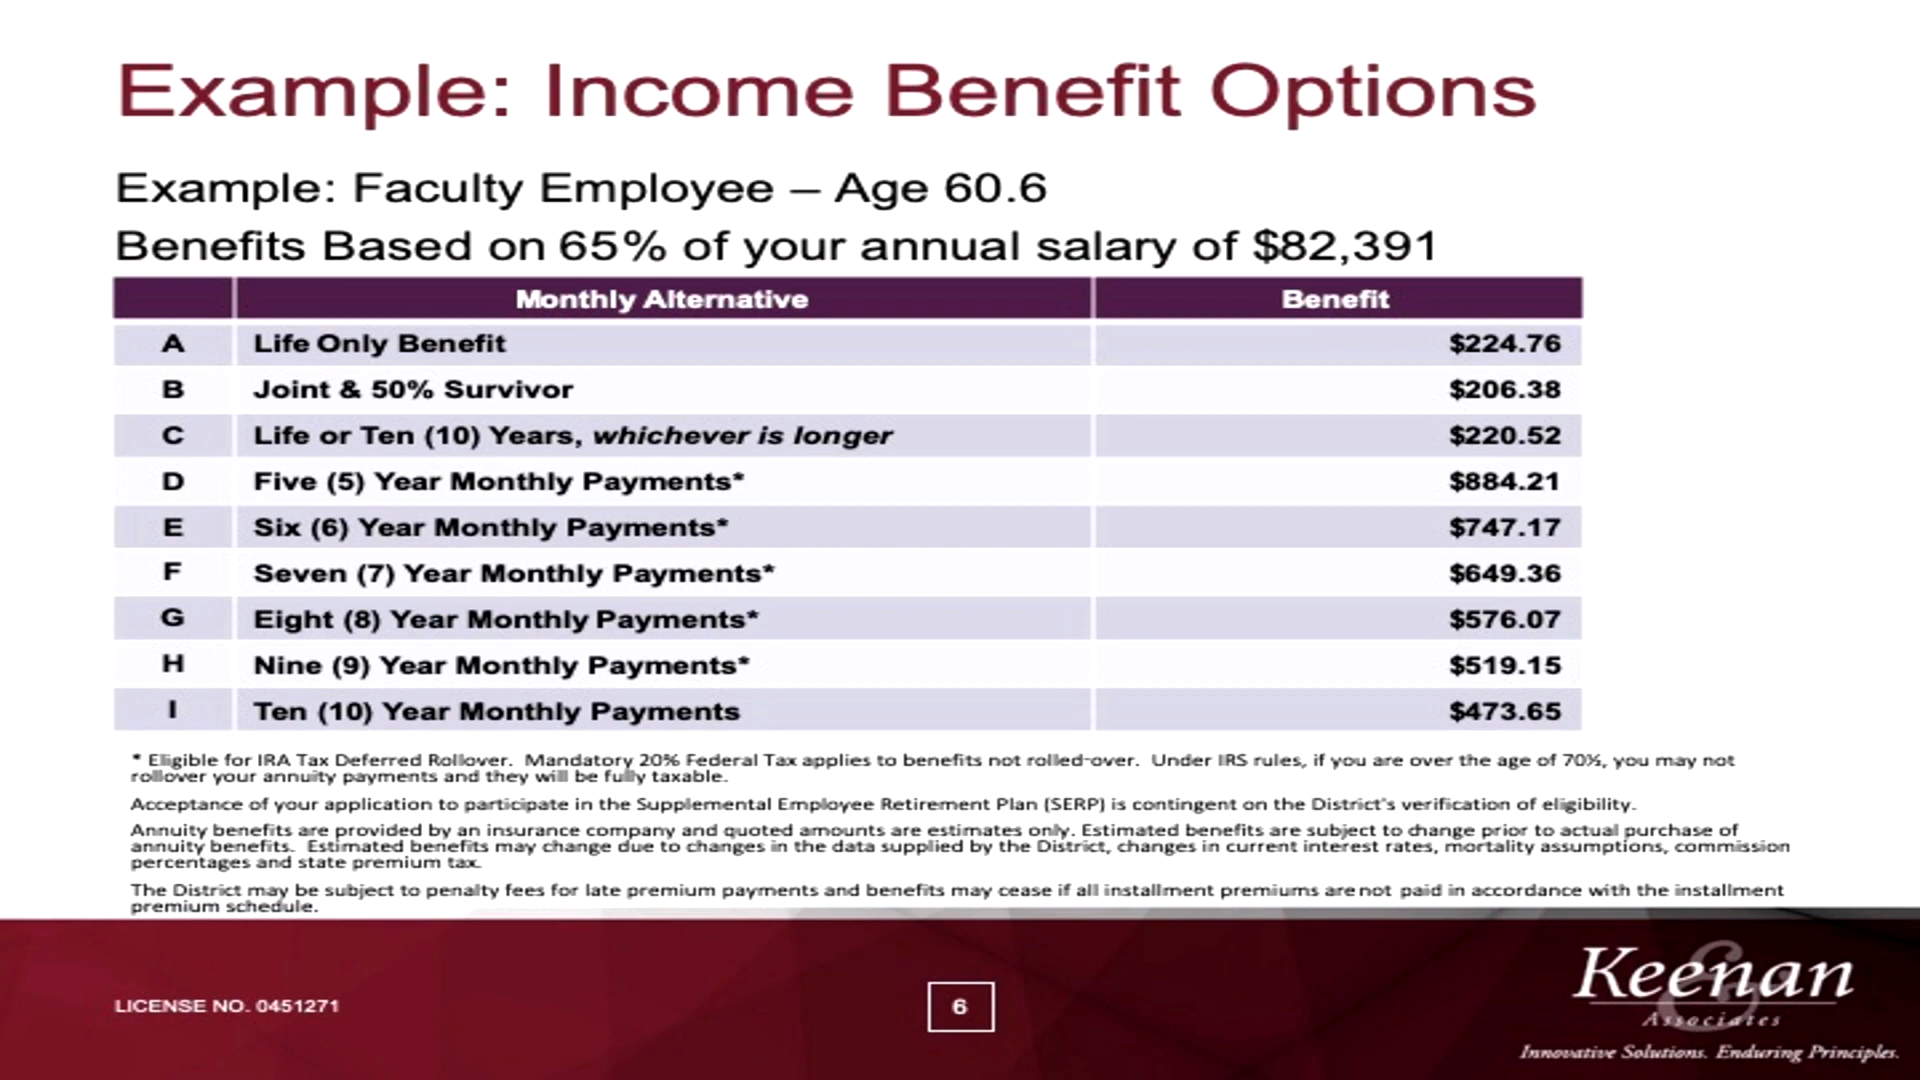 Example: Income Benefit Options
Example: Faculty Employee – Age 60.6
Benefits Based on 65% of your annual salary of $82,391
Monthly Alternative Benefit
A Life Only Benefit $224.76
B Joint & 50% Survivor $206.38
C Life or Ten (10) Years, whichever is longer $220.52
D Five (5) Year Monthly Payments* $884.21
E Six (6) Year Monthly Payments* $747.17
F Seven (7) Year Monthly Payments* $649.36
G Eight (8) Year Monthly Payments* $576.07
H Nine (9) Year Monthly Payments* $519.15
I Ten (10) Year Monthly Payments $473.65
* Eligible for IRA Tax Deferred Rollover. Mandatory 20% Federal Tax applies to benefits not rolled-over. Under IRS rules, if you are over the age of 70½, you may not
rollover your annuity payments and they will be fully taxable.
Acceptance of your application to participate in the Supplemental Employee Retirement Plan (SERP) is contingent on the District's verification of eligibility.
Annuity benefits are provided by an insurance company and quoted amounts are estimates only. Estimated benefits are subject to change prior to actual purchase of
annuity benefits. Estimated benefits may change due to changes in the data supplied by the District, changes in current interest rates, mortality assumptions, commission
percentages and state premium tax.
The District may be subject to penalty fees for late premium payments and benefits may cease if all installment premiums are not paid in accordance with the installment
premium schedule.
LICENSE NO. 0451271
6
Keenan
&
Associates
Innovative Solutions. Enduring Principles.